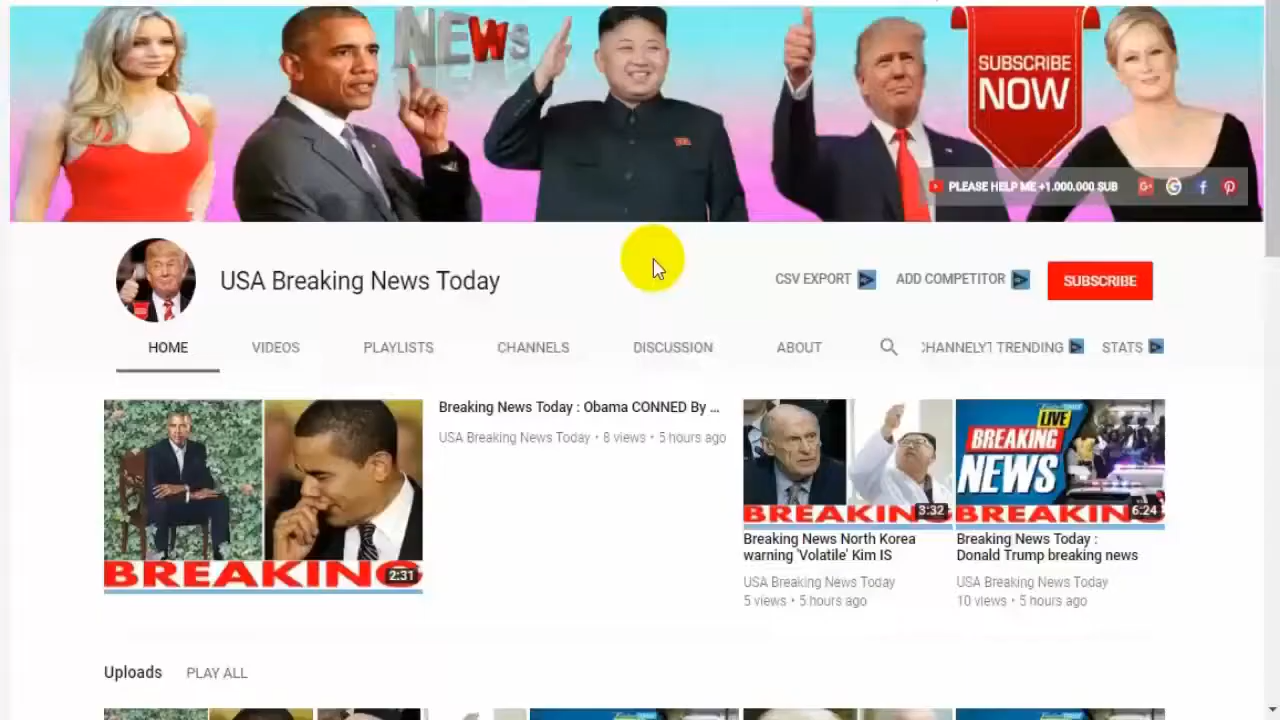 NEWS
SUBSCRIBE
NOW
PLEASE HELP ME +1.000.000 SUB
USA Breaking News Today
CSV EXPORT
ADD COMPETITOR
SUBSCRIBE
HOME
VIDEOS
PLAYLISTS
CHANNELS
DISCUSSION
ABOUT
TRENDING
STATS
BREAKING
2:31
Breaking News Today : Obama CONNED By ...
USA Breaking News Today • 8 views • 5 hours ago
BREAKIN
3:32
Breaking News North Korea
warning 'Volatile' Kim IS
USA Breaking News Today
5 views • 5 hours ago
LIVE
BREAKING
NEWS
BREAKING
6:24
Breaking News Today :
Donald Trump breaking news
USA Breaking News Today
10 views • 5 hours ago
Uploads
PLAY ALL